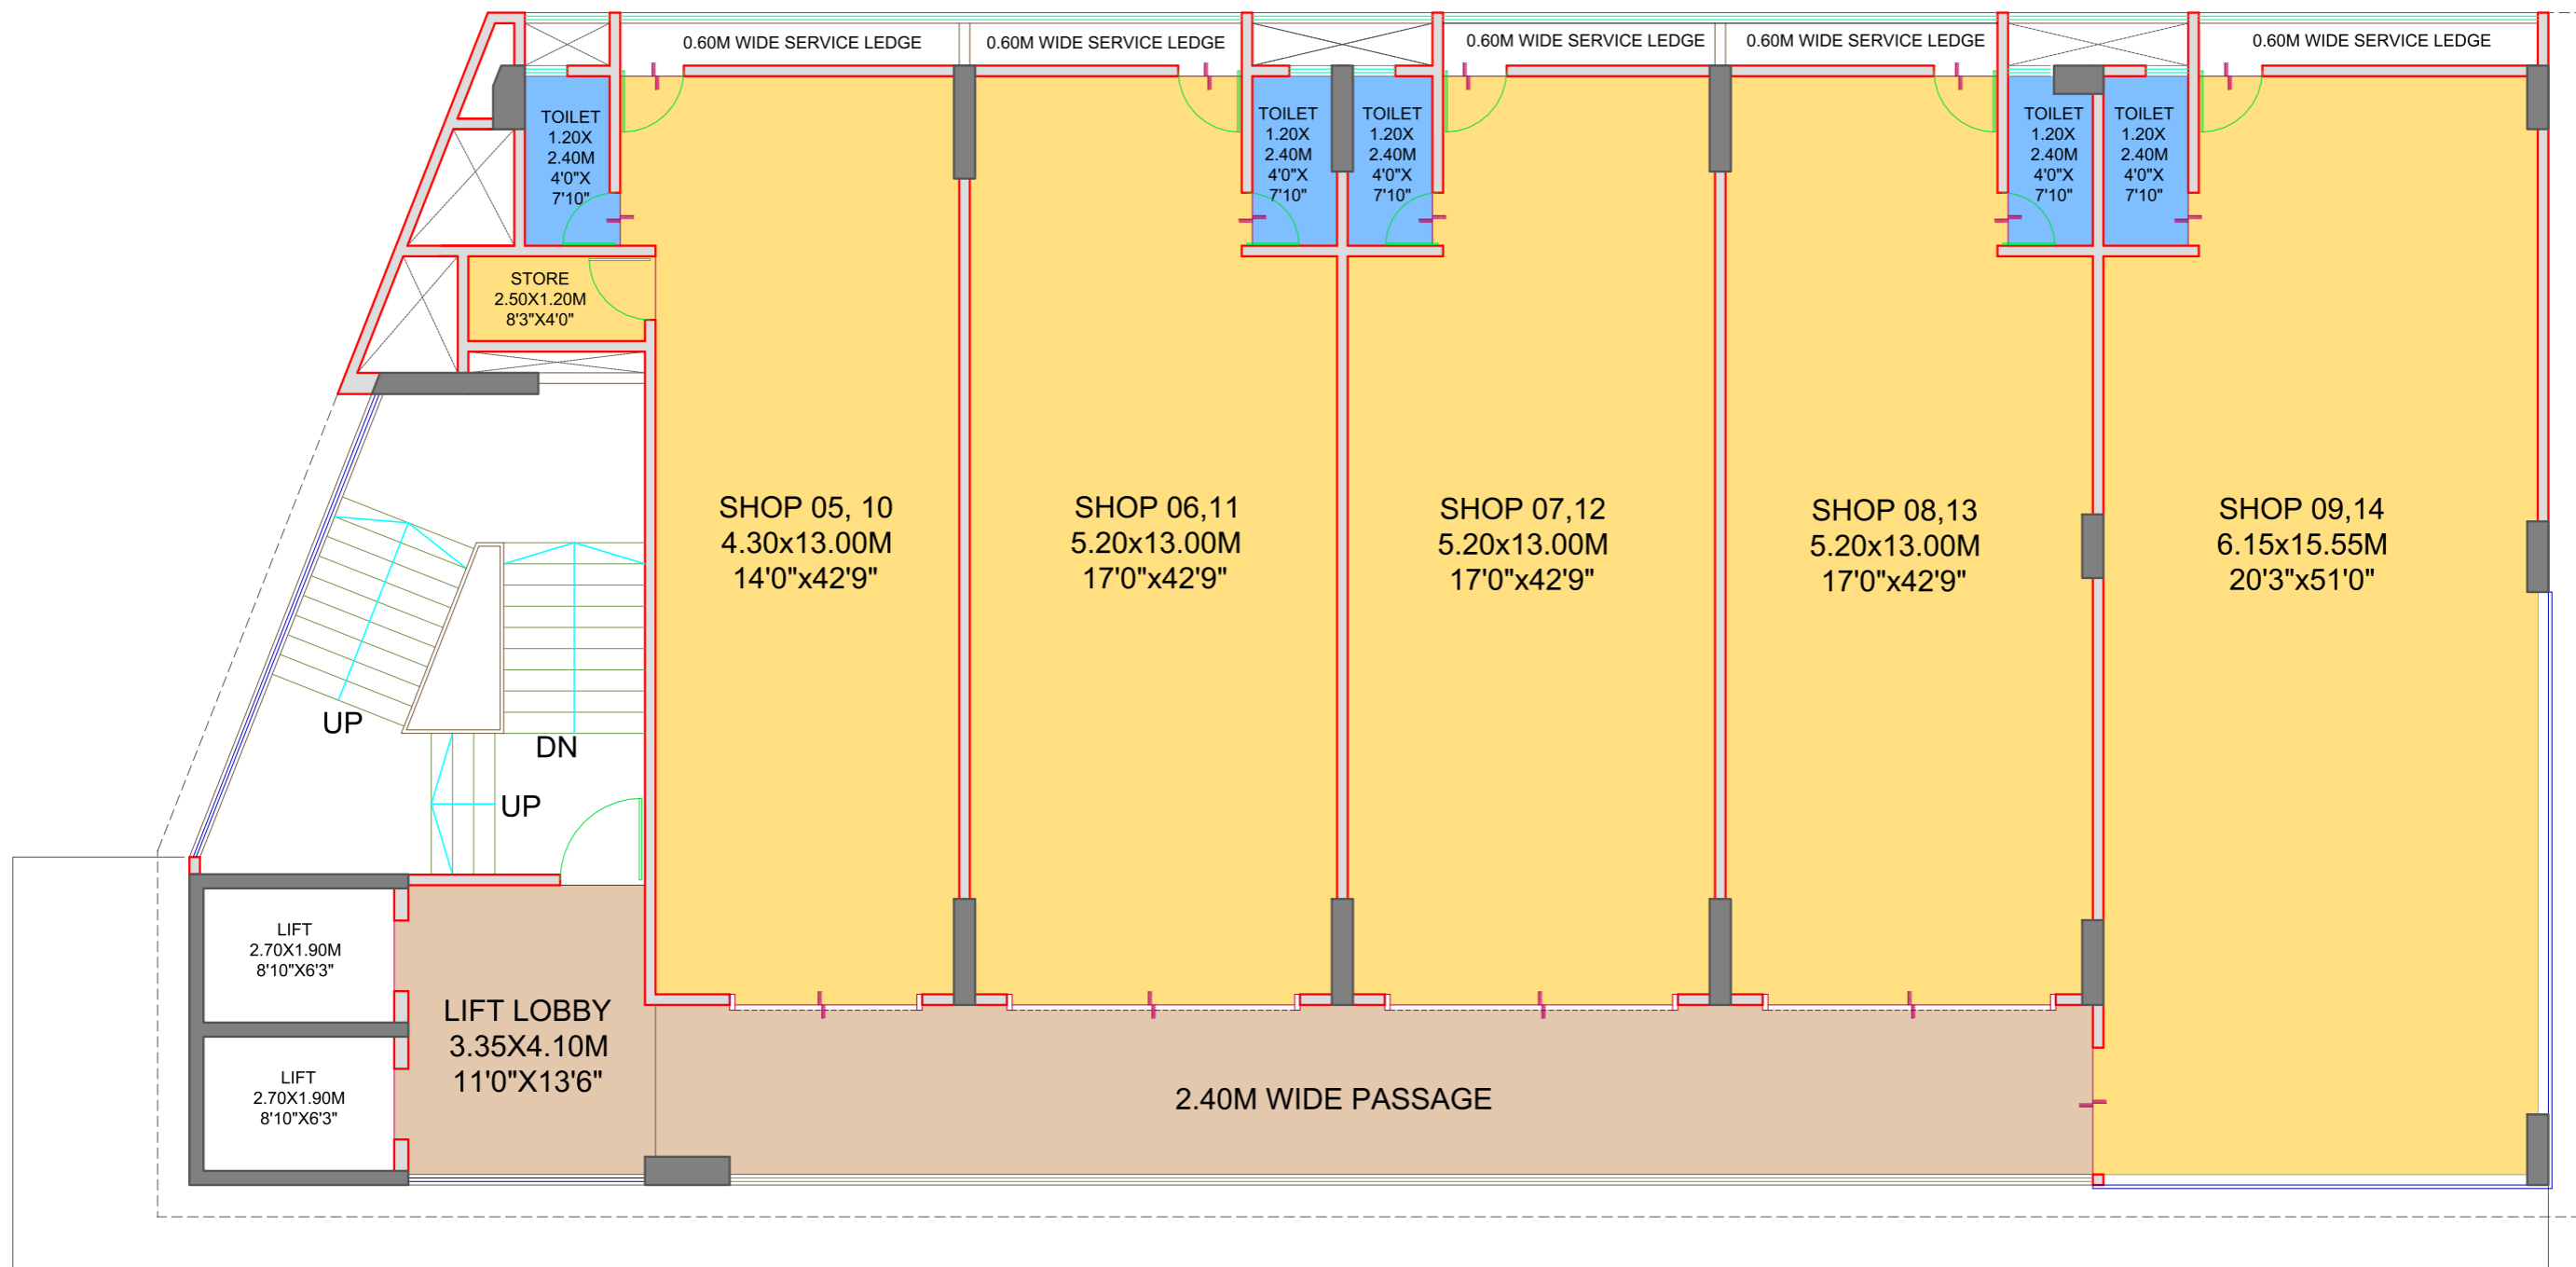 0.60M WIDE SERVICE LEDGE
0.60M WIDE SERVICE LEDGE
0.60M WIDE SERVICE LEDGE
0.60M WIDE SERVICE LEDGE
0.60M WIDE SERVICE LEDGE
TOILET
1.20X
2.40M
4'0"X
7'10"
TOILET
1.20X
2.40M
4'0"X
7'10"
TOILET
1.20X
2.40M
4'0"X
7'10"
TOILET
1.20X
2.40M
4'0"X
7'10"
TOILET
1.20X
2.40M
4'0"X
7'10"
STORE
2.50X1.20M
8'3"X4'0"
SHOP 05, 10
4.30x13.00M
14'0"x42'9"
SHOP 06,11
5.20x13.00M
17'0"x42'9"
SHOP 07,12
5.20x13.00M
17'0"x42'9"
SHOP 08,13
5.20x13.00M
17'0"x42'9"
SHOP 09,14
6.15x15.55M
20'3"x51'0"
UP
DN
UP
LIFT
2.70X1.90M
8'10"X6'3"
LIFT LOBBY
3.35X4.10M
11'0"X13'6"
LIFT
2.70X1.90M
8'10"X6'3"
2.40M WIDE PASSAGE